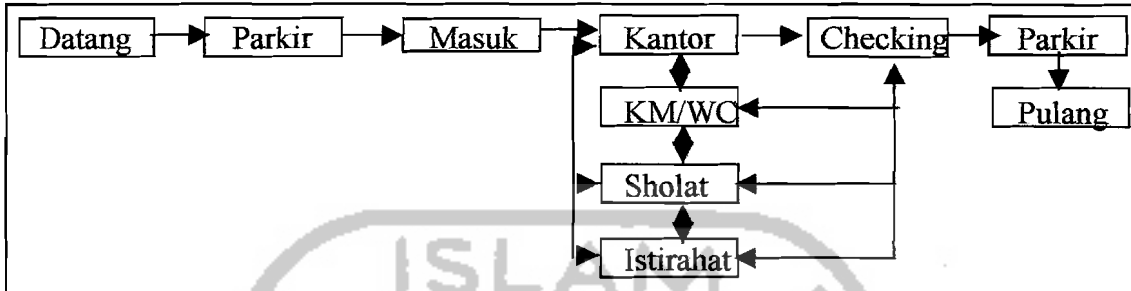 Datang Parkir Masuk Kantor Checking Parkir
KM/WC Pulang
Sholat
Istirahat
ISLAM